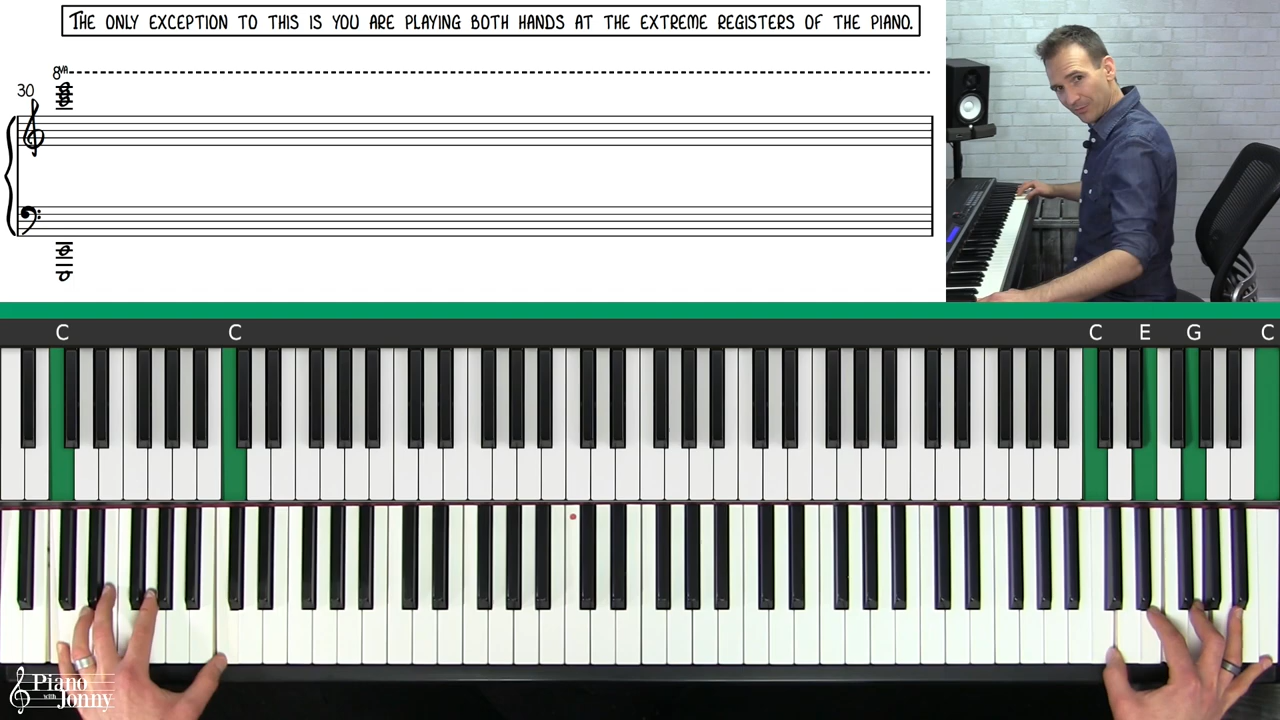 THE ONLY EXCEPTION TO THIS IS YOU ARE PLAYING BOTH HANDS AT THE EXTREME REGISTERS OF THE PIANO.
8VA
30
C C C E G C
Piano
with
Jonny